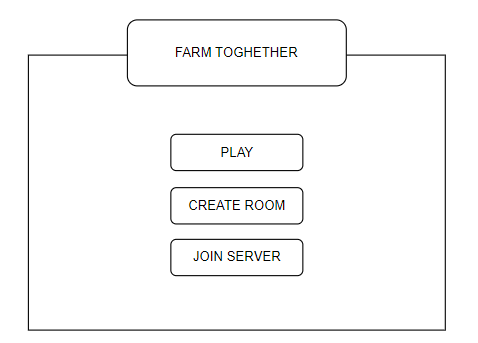 FARM TOGHETHER
PLAY
CREATE ROOM
JOIN SERVER